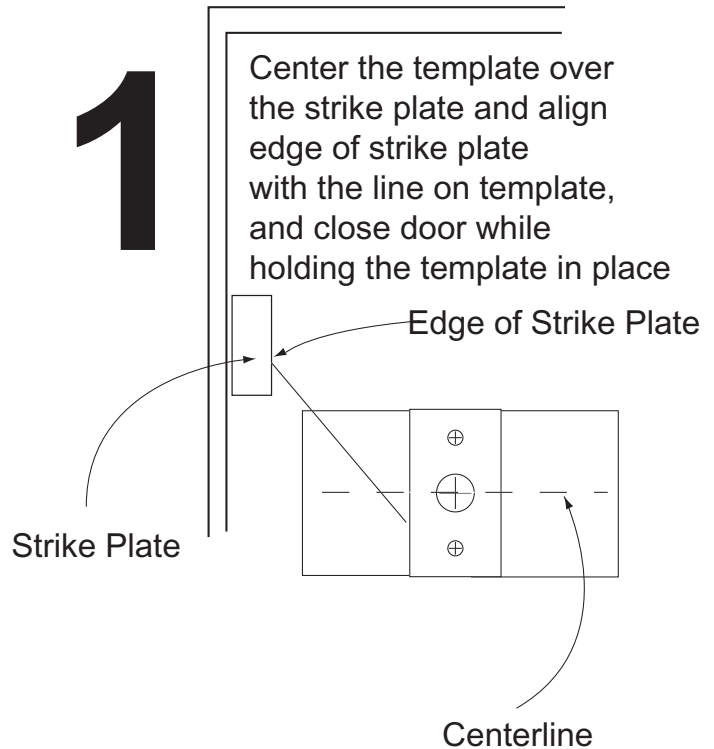 1
Center the template over
the strike plate and align
edge of strike plate
with the line on template,
and close door while
holding the template in place
Edge of Strike Plate
Strike Plate
Centerline